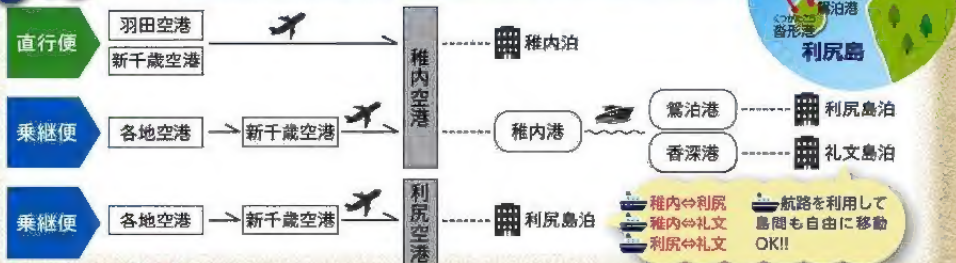 くつがたこう
沓形港
鴛泊港
利尻島
直行便
羽田空港
新千歳空港
稚内空港
稚内泊
乗継便
各地空港
新千歳空港
稚内港
鴛泊港
利尻島泊
香深港
礼文島泊
乗継便
各地空港
新千歳空港
利尻空港
利尻島泊
稚内⇔利尻
稚内⇔礼文
利尻⇔礼文
航路を利用して
島間も自由に移動
OK!!